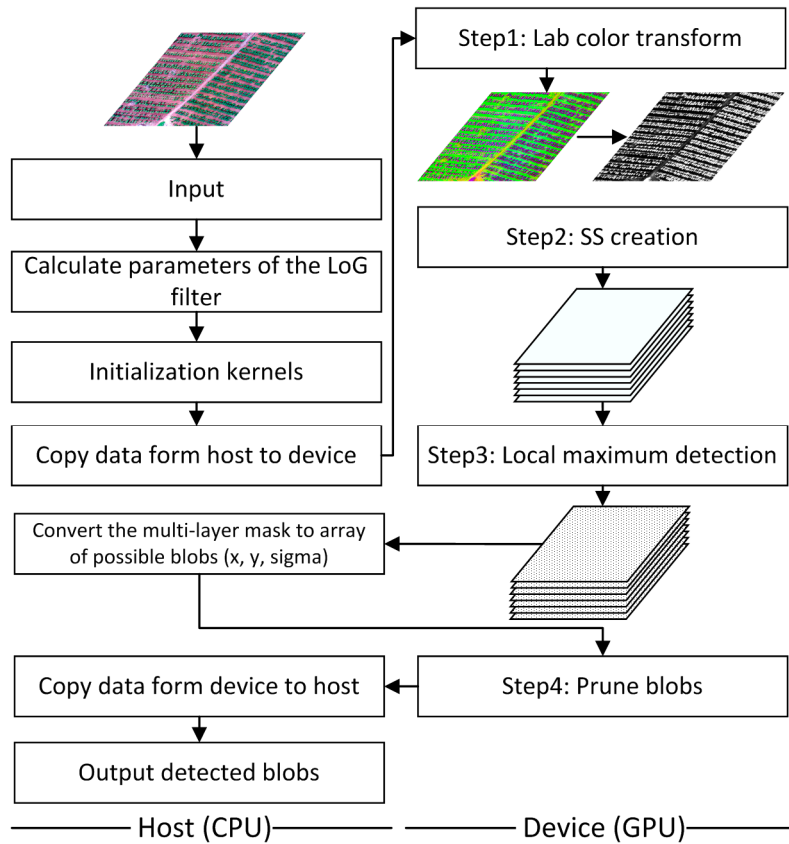 Step1: Lab color transform
Input
Calculate parameters of the LoG
filter
Initialization kernels
Copy data form host to device
Step2: SS creation
Step3: Local maximum detection
Convert the multi-layer mask to array
of possible blobs (x, y, sigma)
Step4: Prune blobs
Copy data form device to host
Output detected blobs
Host (CPU)
Device (GPU)